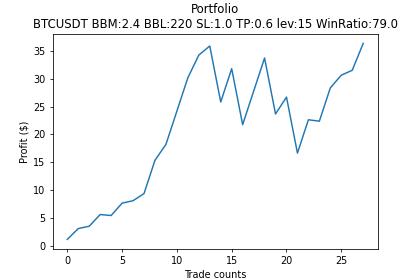 Portfolio
BTCUSDT BBM:2.4 BBL:220 SL:1.0 TP:0.6 lev:15 WinRatio:79.0
35
30
25
20
15
10
5
0
Profit ($)
0 5 10 15 20 25
Trade counts